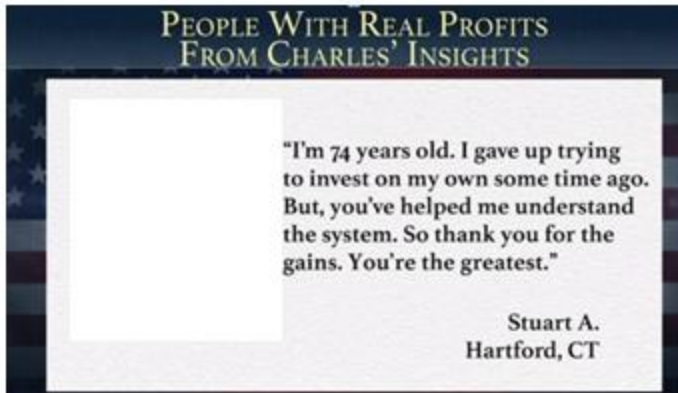 PEOPLE WITH REAL PROFITS
FROM CHARLES' INSIGHTS
“I'm 74 years old. I gave up trying
to invest on my own some time ago.
But, you've helped me understand
the system. So thank you for the
gains. You're the greatest.”
Stuart A.
Hartford, CT